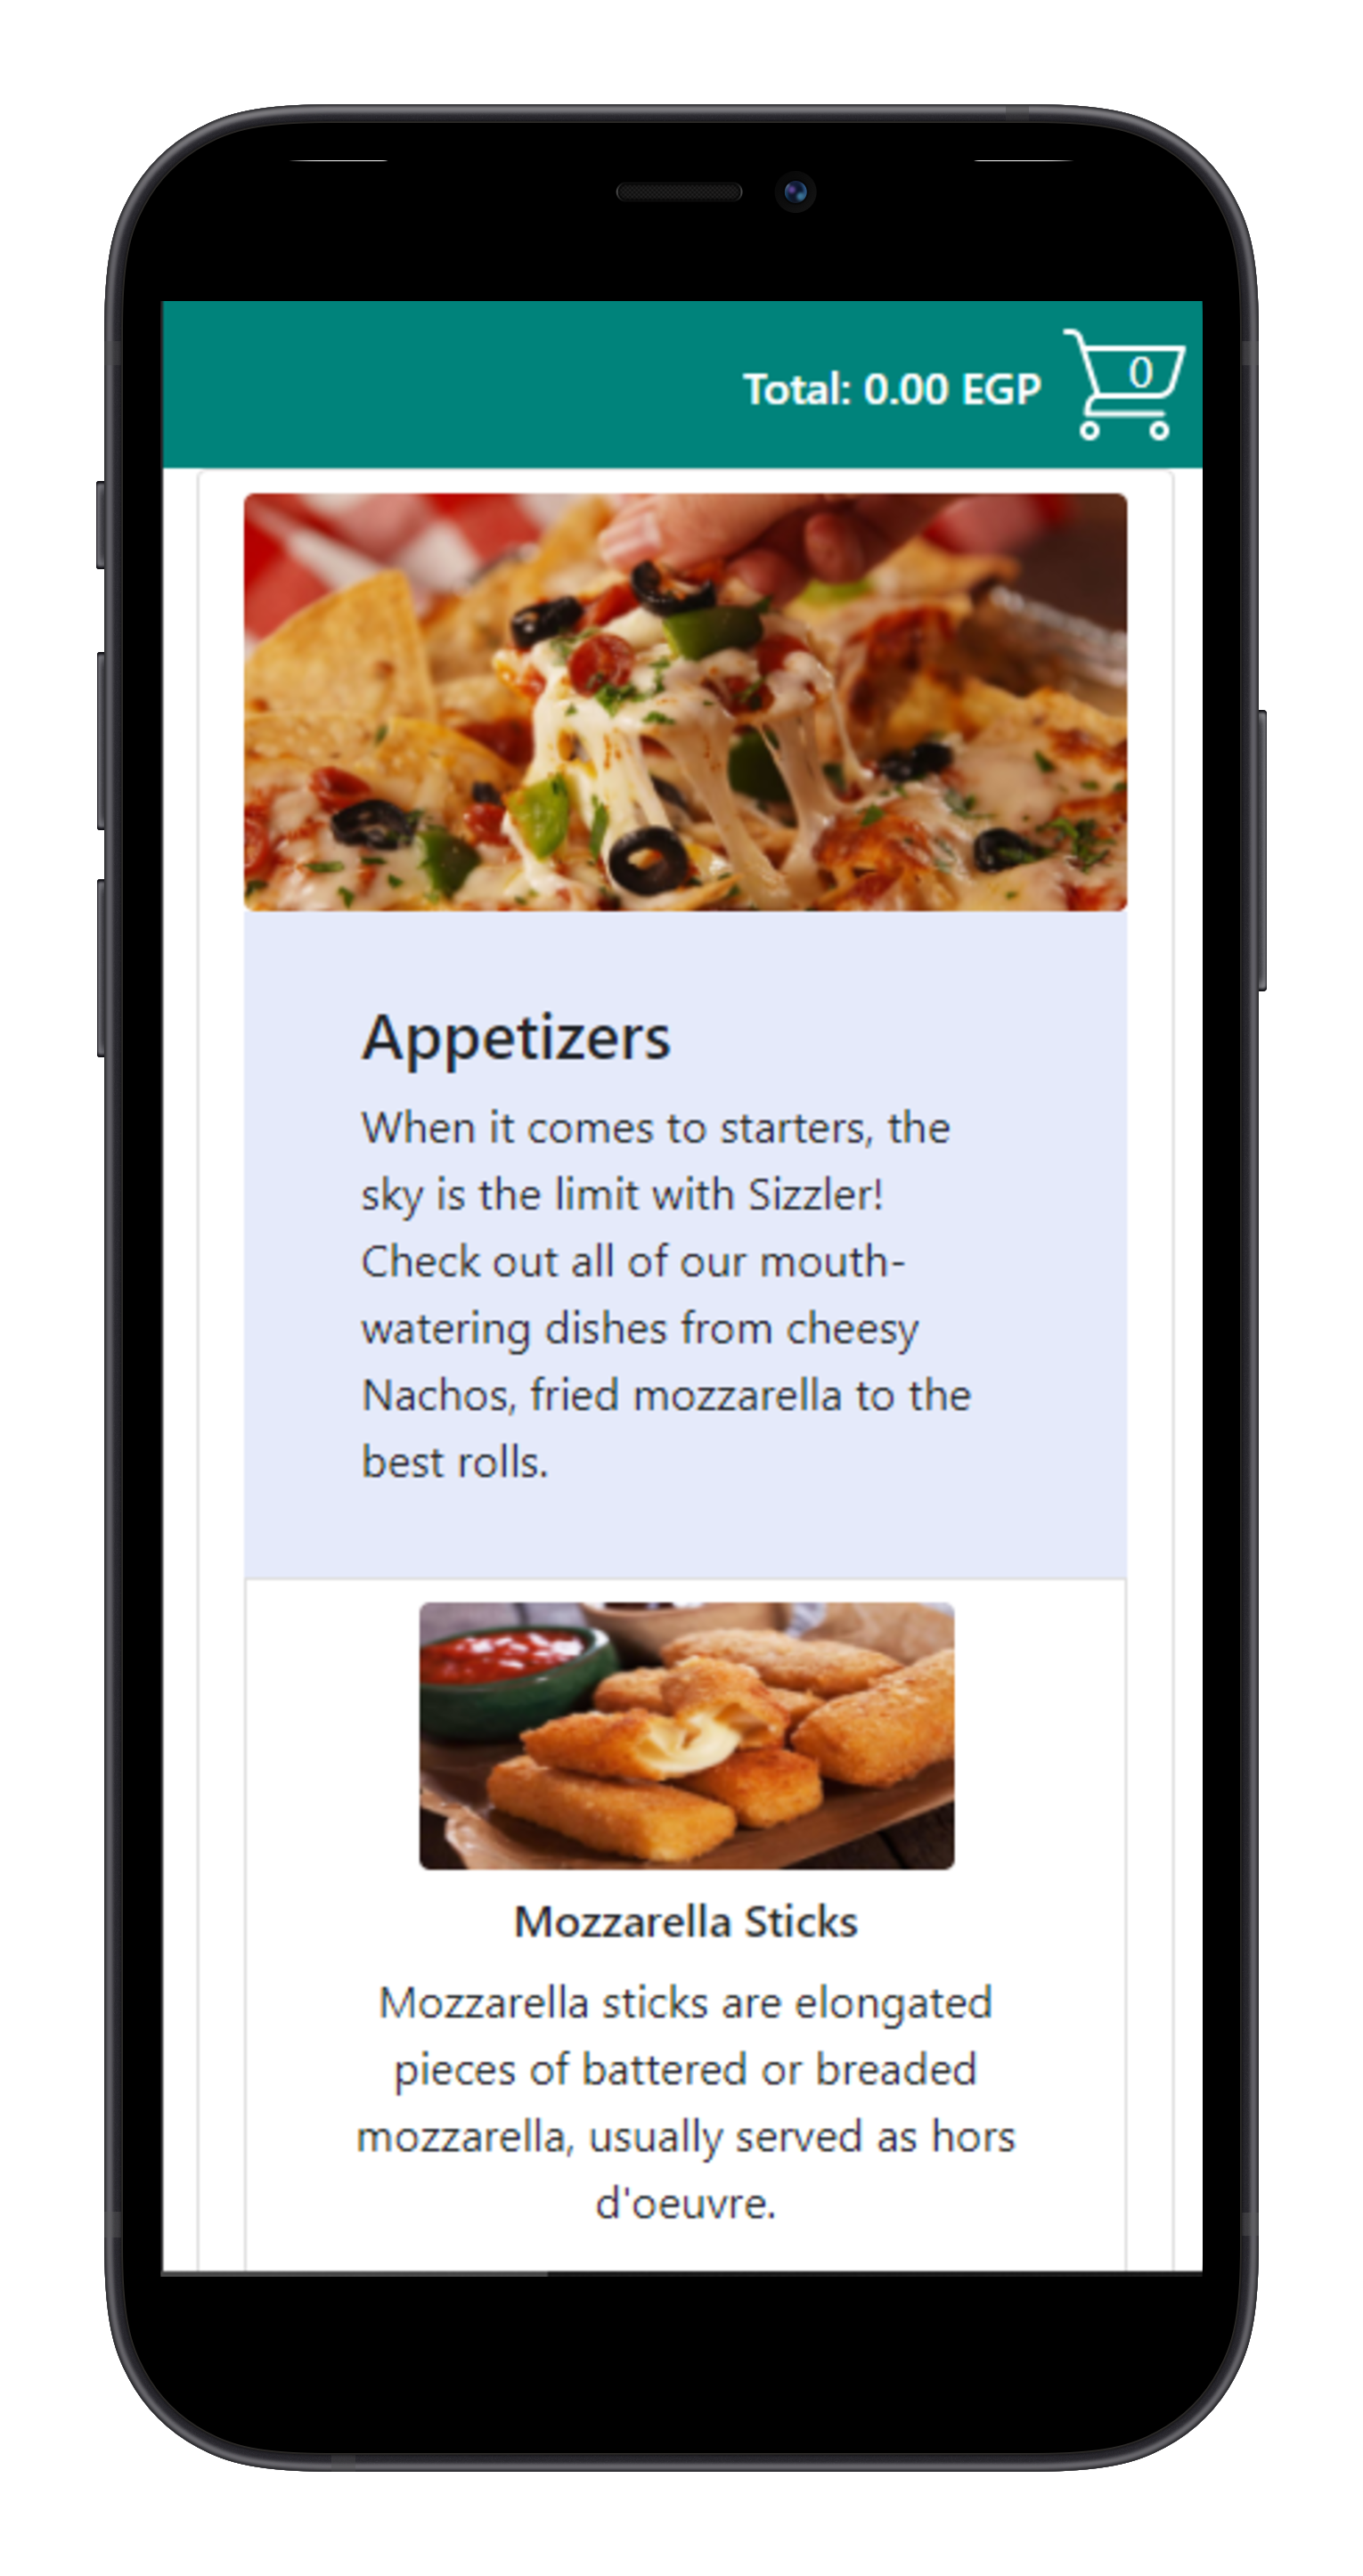 Total: 0.00 EGP
0
Appetizers
When it comes to starters, the
sky is the limit with Sizzler!
Check out all of our mouth-
watering dishes from cheesy
Nachos, fried mozzarella to the
best rolls.
Mozzarella Sticks
Mozzarella sticks are elongated
pieces of battered or breaded
mozzarella, usually served as hors
d'oeuvre.